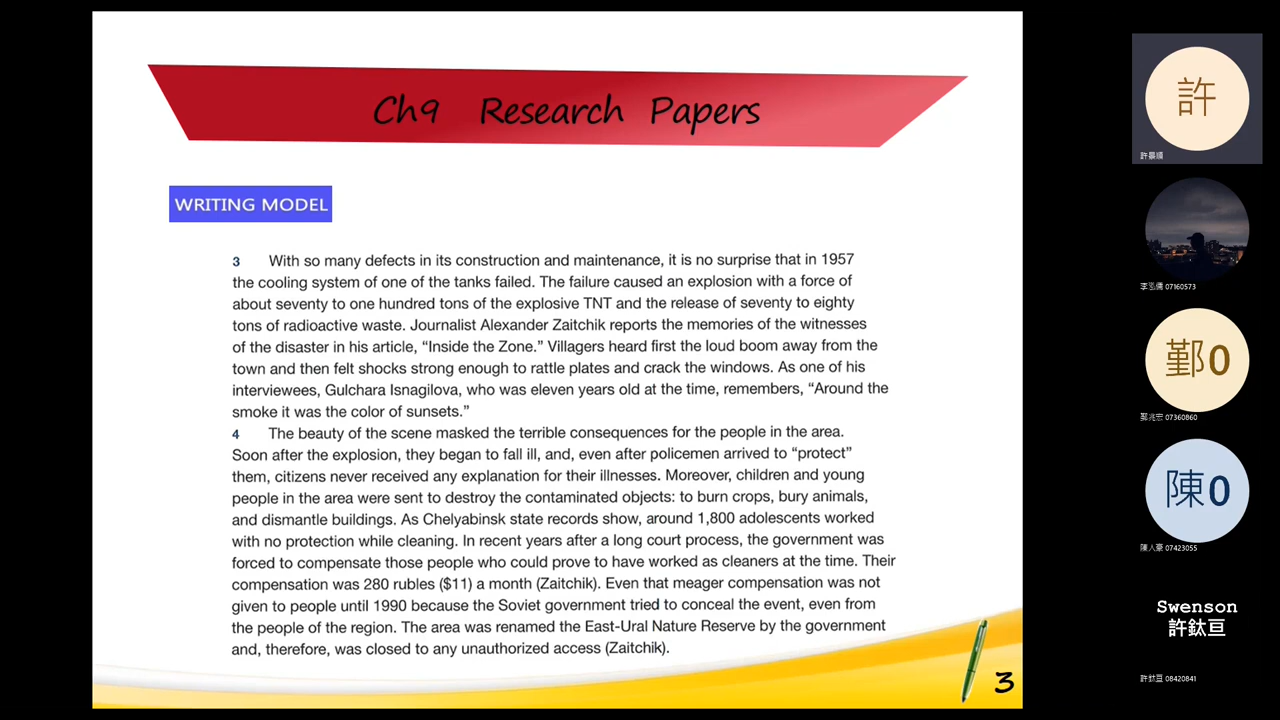 Ch9 Research Papers
WRITING MODEL
3 With so many defects in its construction and maintenance, it is no surprise that in 1957
the cooling system of one of the tanks failed. The failure caused an explosion with a force of
about seventy to one hundred tons of the explosive TNT and the release of seventy to eighty
tons of radioactive waste. Journalist Alexander Zaitchik reports the memories of the witnesses
of the disaster in his article, “Inside the Zone.” Villagers heard first the loud boom away from the
town and then felt shocks strong enough to rattle plates and crack the windows. As one of his
interviewees, Gulchara Isnagilova, who was eleven years old at the time, remembers, “Around the
smoke it was the color of sunsets.”
4 The beauty of the scene masked the terrible consequences for the people in the area.
Soon after the explosion, they began to fall ill, and, even after policemen arrived to “protect”
them, citizens never received any explanation for their illnesses. Moreover, children and young
people in the area were sent to destroy the contaminated objects: to burn crops, bury animals,
and dismantle buildings. As Chelyabinsk state records show, around 1,800 adolescents worked
with no protection while cleaning. In recent years after a long court process, the government was
forced to compensate those people who could prove to have worked as cleaners at the time. Their
compensation was 280 rubles ($11) a month (Zaitchik). Even that meager compensation was not
given to people until 1990 because the Soviet government tried to conceal the event, even from
the people of the region. The area was renamed the East-Ural Nature Reserve by the government
and, therefore, was closed to any unauthorized access (Zaitchik).
3
許
07160573
鄞0
07360860
陳0
陳人豪 07423055
Swenson
許鈦亘
許鈦亘 08420841